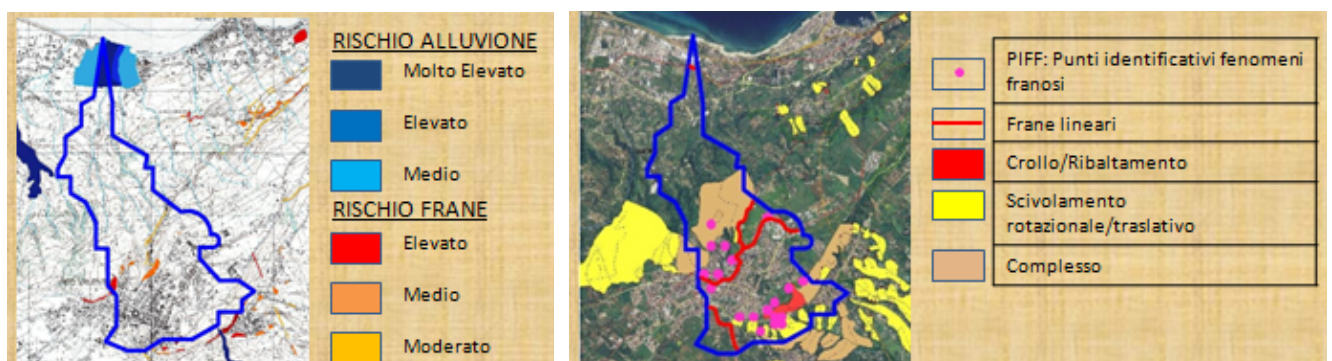 RISCHIO ALLUVIONE
Molto Elevato
Elevato
Medio
RISCHIO FRANE
Elevato
Medio
Moderato
PIFF: Punti identificativi fenomeni
franosi
Frane lineari
Crollo/Ribaltamento
Scivolamento
rotazionale/traslativo
Complesso